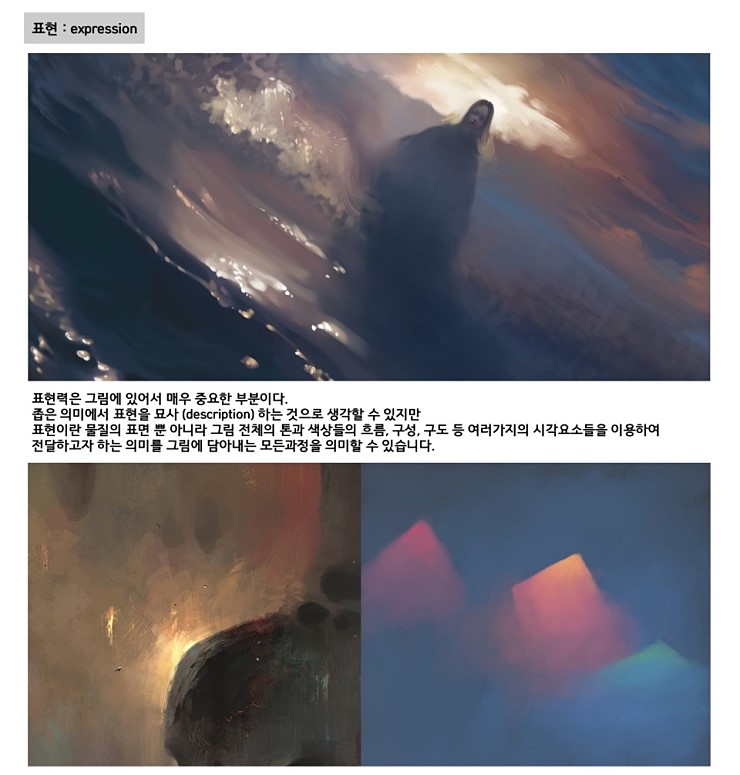 표현 : expression
표현력은 그림에 있어서 매우 중요한 부분이다.
좁은 의미에서 표현을 묘사 (description) 하는 것으로 생각할 수 있지만
표현이란 물질의 표면 뿐 아니라 그림 전체의 톤과 색상들의 흐름, 구성, 구도 등 여러가지의 시각요소들을 이용하여
전달하고자 하는 의미를 그림에 담아내는 모든과정을 의미할 수 있습니다.